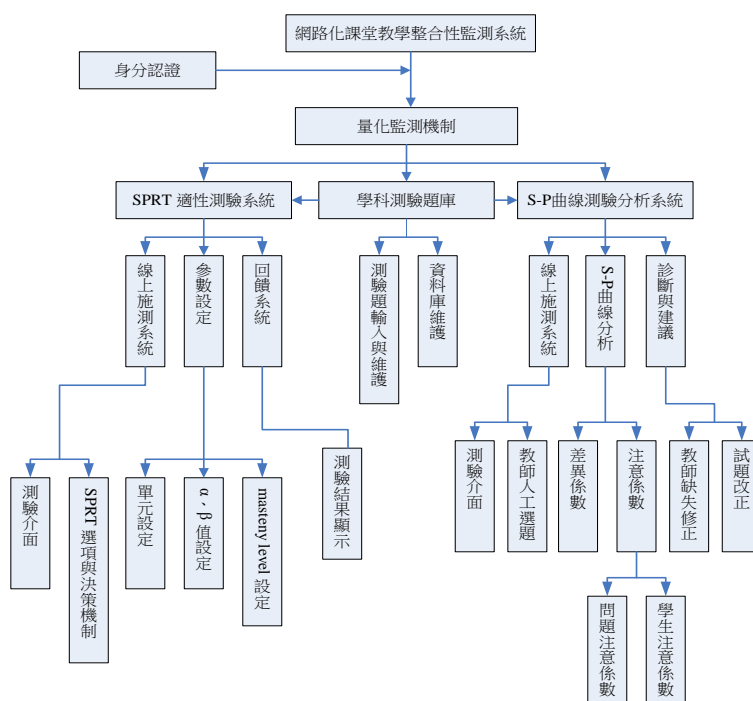 網路化課堂教學整合性監測系統
身分認證
量化監測機制
SPRT 適性測驗系統
學科測驗題庫
S-P曲線測驗分析系統
線上施測系統
參數設定
回饋系統
測驗題輸入與維護
資料庫維護
線上施測系統
S-P曲線分析
診斷與建議
測驗介面
SPRT 選項與決策機制
單元設定
α、β 值設定
masteny level 設定
測驗結果顯示
測驗介面
教師人工選題
差異係數
注意係數
教師缺失修正
試題改正
問題注意係數
學生注意係數